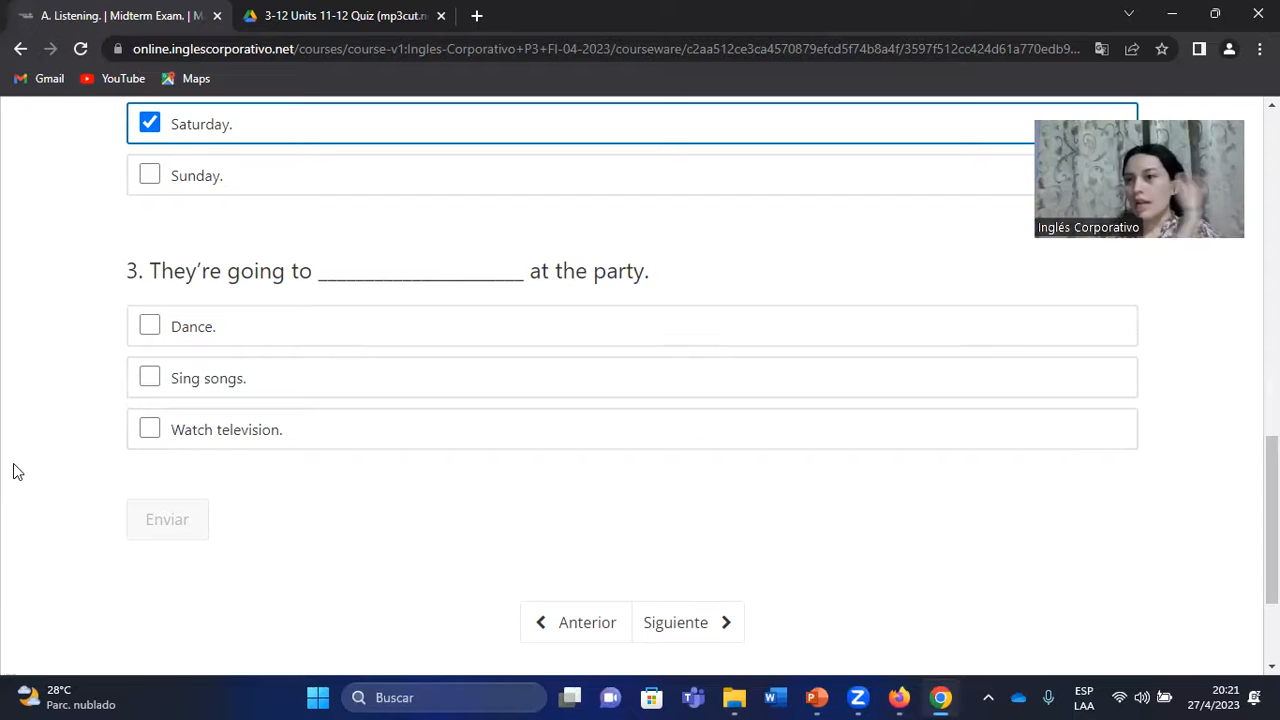 A. Listening. | Midterm Exam. | M
3-12 Units 11-12 Quiz (mp3cut.n
online.inglescorporativo.net/courses/course-v1:Ingles-Corporativo+P3+FI-04-2023/courseware/c2aa512ce3ca4570879efcd5f74b8a4f/3597f512cc424d61a770edb9...
Gmail YouTube Maps
Saturday.
Sunday.
Inglés Corporativo
3. They're going to ____________________ at the party.
Dance.
Sing songs.
Watch television.
Enviar
Anterior Siguiente
28°C
Parc. nublado
Buscar
ESP
LAA
20:21
27/4/2023